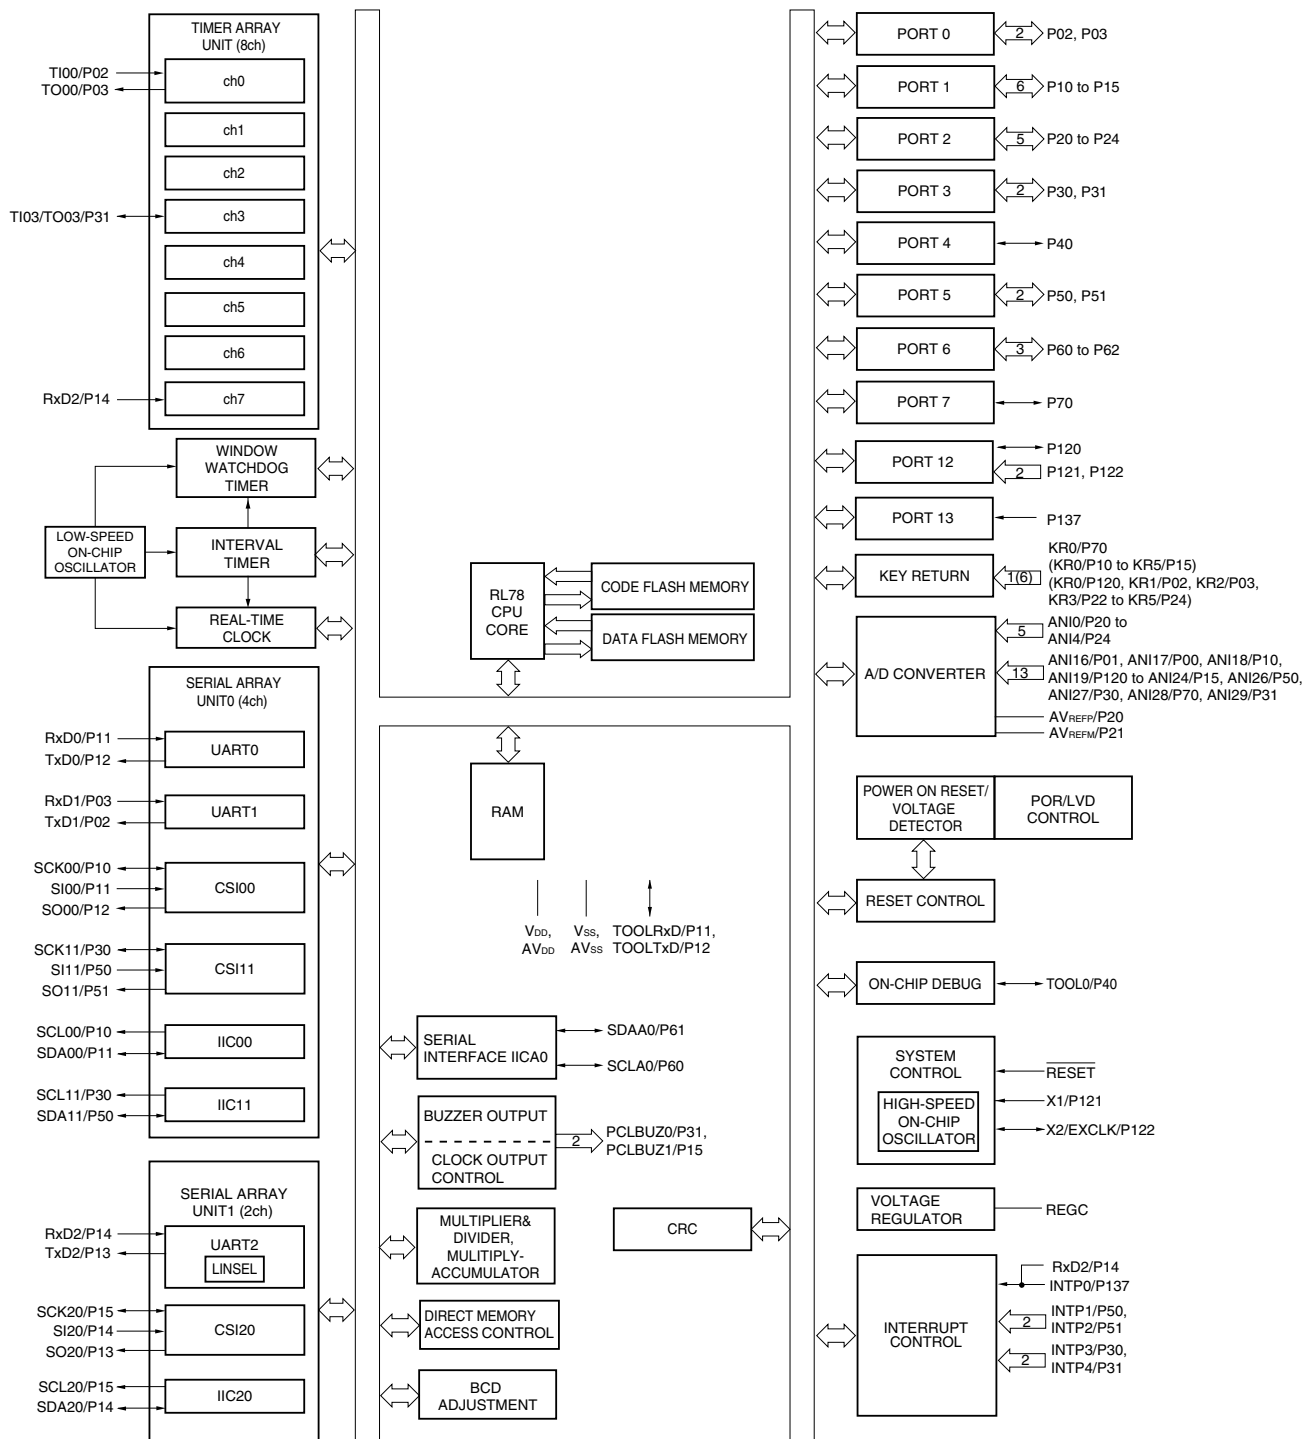 TIMER ARRAY
UNIT (8ch)
TI00/P02
TO00/P03
ch0
ch1
ch2
TI03/TO03/P31
ch3
ch4
ch5
ch6
RxD2/P14
ch7
WINDOW
WATCHDOG
TIMER
LOW-SPEED
ON-CHIP
OSCILLATOR
INTERVAL
TIMER
REAL-TIME
CLOCK
SERIAL ARRAY
UNIT0 (4ch)
RxD0/P11
TxD0/P12
UART0
RxD1/P03
TxD1/P02
UART1
SCK00/P10
SI00/P11
SO00/P12
CSI00
SCK11/P30
SI11/P50
SO11/P51
CSI11
SCL00/P10
SDA00/P11
IIC00
SCL11/P30
SDA11/P50
IIC11
SERIAL ARRAY
UNIT1 (2ch)
RxD2/P14
TxD2/P13
UART2
LINSEL
SCK20/P15
SI20/P14
SO20/P13
CSI20
SCL20/P15
SDA20/P14
IIC20
RL78
CPU
CORE
CODE FLASH MEMORY
DATA FLASH MEMORY
RAM
VDD,
AVDD
VSS,
AVSS
TOOLRxD/P11,
TOOLTxD/P12
SERIAL
INTERFACE IICA0
SDAA0/P61
SCLA0/P60
BUZZER OUTPUT
CLOCK OUTPUT
CONTROL
2
PCLBUZ0/P31,
PCLBUZ1/P15
MULTIPLIER&
DIVIDER,
MULITIPLY-
ACCUMULATOR
CRC
DIRECT MEMORY
ACCESS CONTROL
BCD
ADJUSTMENT
PORT 0
2
P02, P03
PORT 1
6
P10 to P15
PORT 2
5
P20 to P24
PORT 3
2
P30, P31
PORT 4
P40
PORT 5
2
P50, P51
PORT 6
3
P60 to P62
PORT 7
P70
PORT 12
P120
2
P121, P122
PORT 13
P137
KEY RETURN
1(6)
KR0/P70
(KR0/P10 to KR5/P15)
(KR0/P120, KR1/P02, KR2/P03,
KR3/P22 to KR5/P24)
A/D CONVERTER
5
ANI0/P20 to
ANI4/P24
13
ANI16/P01, ANI17/P00, ANI18/P10,
ANI19/P120 to ANI24/P15, ANI26/P50,
ANI27/P30, ANI28/P70, ANI29/P31
AVREFP/P20
AVREFM/P21
POWER ON RESET/
VOLTAGE
DETECTOR
POR/LVD
CONTROL
RESET CONTROL
ON-CHIP DEBUG
TOOL0/P40
SYSTEM
CONTROL
HIGH-SPEED
ON-CHIP
OSCILLATOR
RESET
X1/P121
X2/EXCLK/P122
VOLTAGE
REGULATOR
REGC
INTERRUPT
CONTROL
RxD2/P14
INTP0/P137
2
INTP1/P50,
INTP2/P51
2
INTP3/P30,
INTP4/P31